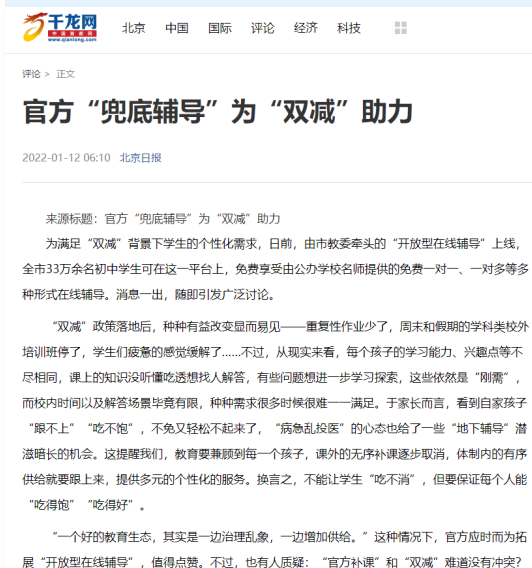 千龙网
中国首都网
www.qianlong.com
北京 中国 国际 评论 经济 科技
评论 > 正文
官方“兜底辅导”为“双减”助力
2022-01-12 06:10 北京日报
来源标题：官方“兜底辅导”为“双减”助力
为满足“双减”背景下学生的个性化需求，日前，由市教委牵头的“开放型在线辅导”上线，
全市33万余名初中学生可在这一平台上，免费享受由公办学校名师提供的免费一对一、一对多等多
种形式在线辅导。消息一出，随即引发广泛讨论。
“双减”政策落地后，种种有益改变显而易见——重复性作业少了，周末和假期的学科类校外
培训班停了，学生们疲惫的感觉缓解了......不过，从现实来看，每个孩子的学习能力、兴趣点等不
尽相同，课上的知识没听懂吃透想找人解答，有些问题想进一步学习探索，这些依然是“刚需”，
而校内时间以及解答场景毕竟有限，种种需求很多时候很难一一满足。于家长而言，看到自家孩子
“跟不上”“吃不饱”，不免又轻松不起来了，“病急乱投医”的心态也给了一些“地下辅导”潜
滋暗长的机会。这提醒我们，教育要兼顾到每一个孩子，课外的无序补课逐步取消，体制内的有序
供给就要跟上来，提供多元的个性化的服务。换言之，不能让学生“吃不消”，但要保证每个人能
“吃得饱”“吃得好”。
“一个好的教育生态，其实是一边治理乱象，一边增加供给。”这种情况下，官方应时而为拓
展“开放型在线辅导”，值得点赞。不过，也有人质疑：“官方补课”和“双减”难道没有冲突？